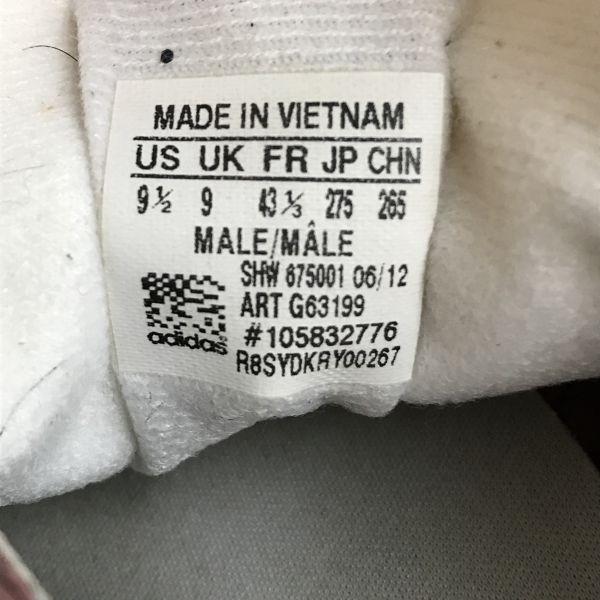 MADE IN VIETNAM
US UK FR JP CHN
9½ 9 43⅓ 275 265
MALE/MÂLE
SHW 675001 06/12
ART G63199
#105832776
adidas
R8SYDKRY00267